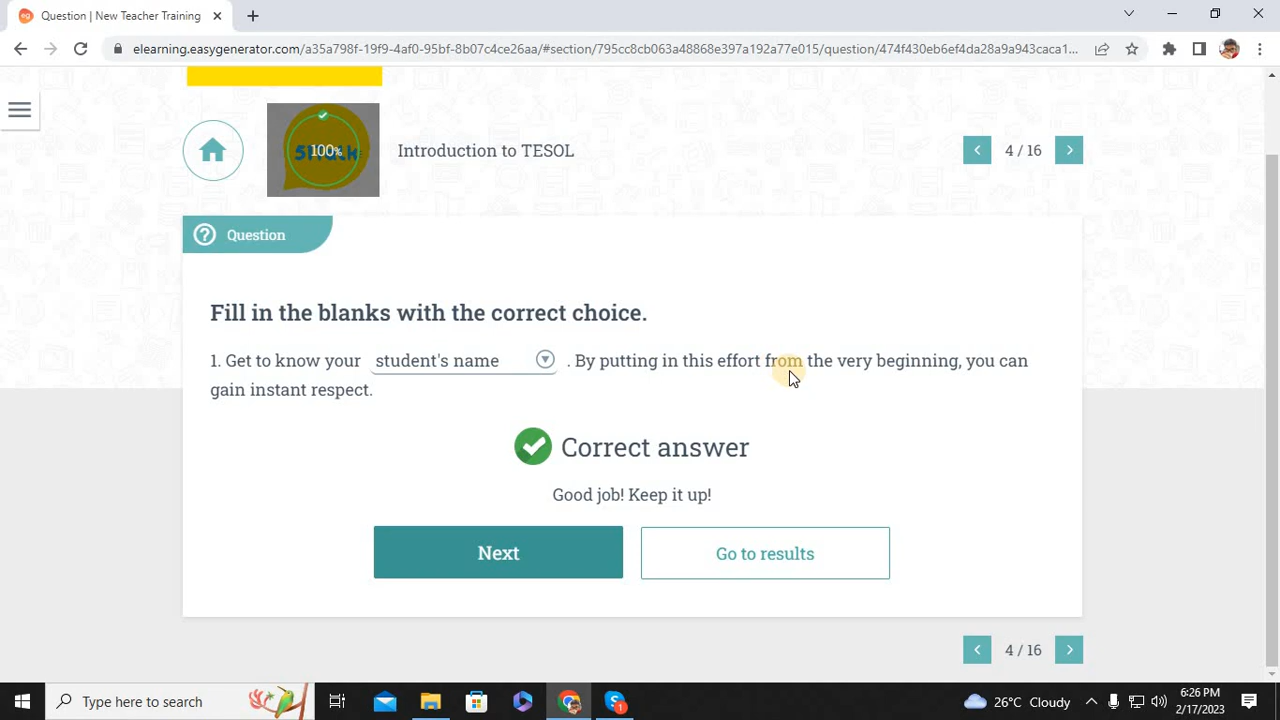 Question | New Teacher Training
elearning.easygenerator.com/a35a798f-19f9-4af0-95bf-8b07c4ce29ea/#section/795cc8cb063a48868e397a792a77e015/question/474f430eb6ef4da28a9a943caca1...
100%
Introduction to TESOL
4 / 16
Question
Fill in the blanks with the correct choice.
1. Get to know your student's name . By putting in this effort from the very beginning, you can
gain instant respect.
Correct answer
Good job! Keep it up!
Next
Go to results
4 / 16
Type here to search
1
26°C Cloudy
6:26 PM
2/17/2023